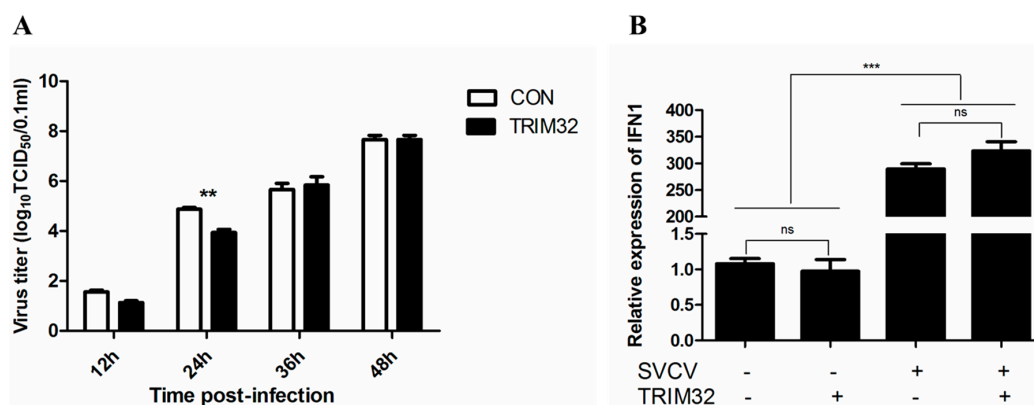 A
Virus titer (log10TCID50/0.1ml)
10
8
6
4
2
0
**
CON
TRIM32
12h
24h
36h
48h
Time post-infection
B
Relative expression of IFN1
400
350
300
250
200
1.5
1.0
0.5
0.0
***
ns
ns
SVCV - - + +
TRIM32 - + - +